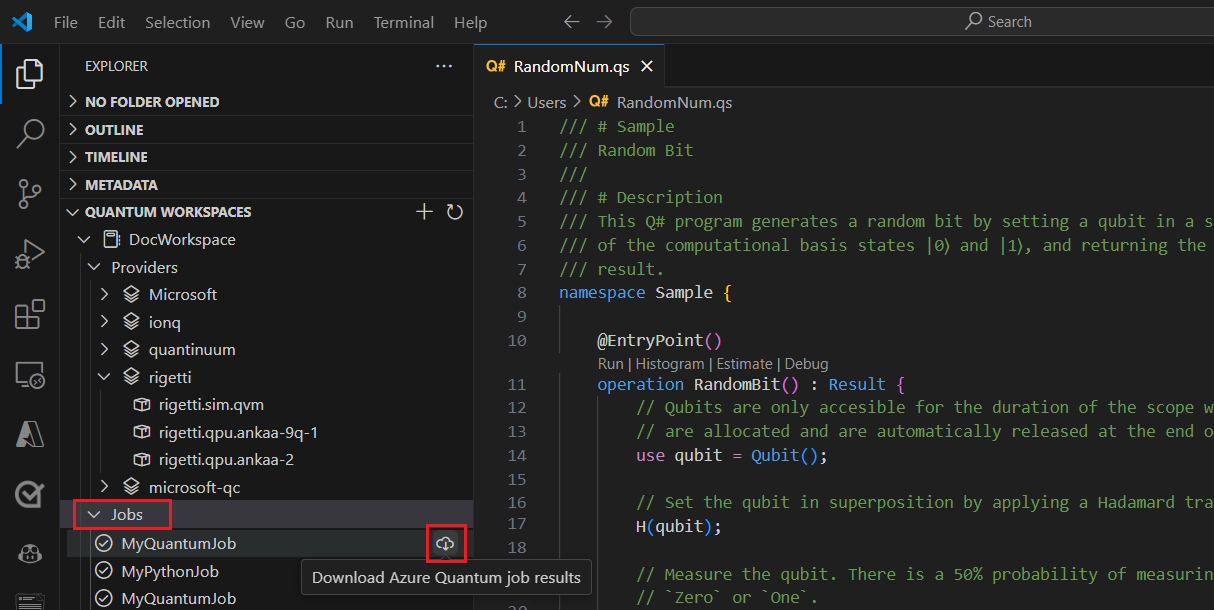 File Edit Selection View Go Run Terminal Help
Search
EXPLORER
NO FOLDER OPENED
OUTLINE
TIMELINE
METADATA
QUANTUM WORKSPACES
DocWorkspace
Providers
Microsoft
ionq
quantinuum
rigetti
rigetti.sim.qvm
rigetti.qpu.ankaa-9q-1
rigetti.qpu.ankaa-2
microsoft-qc
Jobs
MyQuantumJob
MyPythonJob
MyQuantumJob
Download Azure Quantum job results
Q# RandomNum.qs
C: > Users > Q# RandomNum.qs
1 /// # Sample
2 /// Random Bit
3 ///
4 /// # Description
5 /// This Q# program generates a random bit by setting a qubit in a s
6 /// of the computational basis states |0⟩ and |1⟩, and returning the
7 /// result.
8 namespace Sample {
9
10 @EntryPoint()
Run | Histogram | Estimate | Debug
11 operation RandomBit() : Result {
12 // Qubits are only accesible for the duration of the scope w
13 // are allocated and are automatically released at the end o
14 use qubit = Qubit();
15
16 // Set the qubit in superposition by applying a Hadamard tra
17 H(qubit);
18
// Measure the qubit. There is a 50% probability of measurin
// `Zero` or `One`.